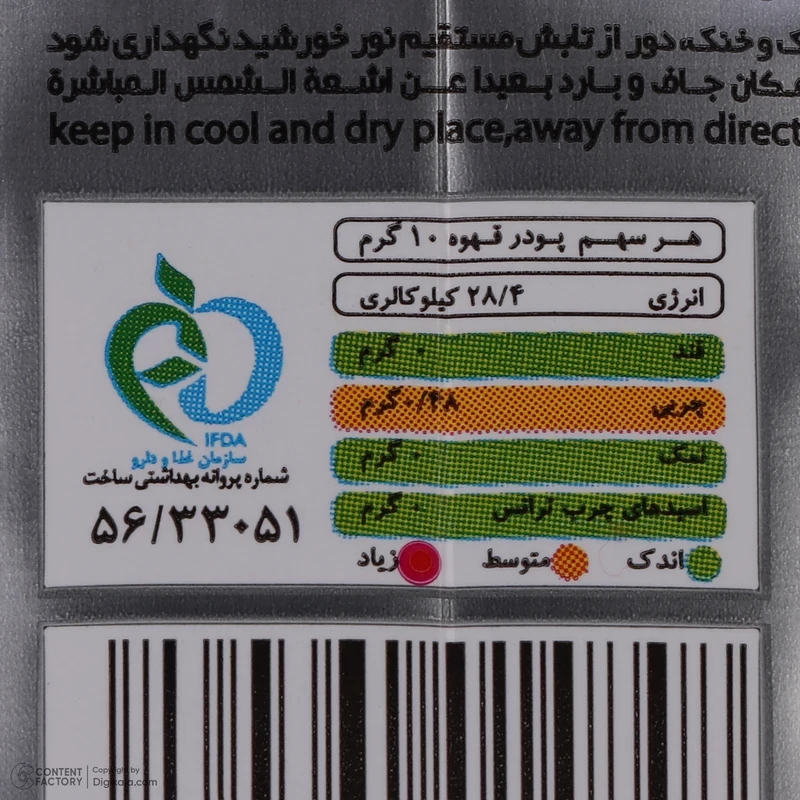 ک و خنک، دور از تابش مستقیم نور خورشید نگهداری شود
مکان جاف و بارد بعیدا عن اشعة الشمس المباشرة
keep in cool and dry place,away from direct
هر سهم پودر قهوه ۱۰ گرم
انرژی ۲۸/۴ کیلوکالری
قند ۰ گرم
چربی ۰/۴۸ گرم
نمک ۰ گرم
اسیدهای چرب ترانس ۰ گرم
اندک متوسط زیاد
IFDA
سازمان غذا و دارو
شماره پروانه بهداشتی ساخت
۵۶/۳۳۰۵۱
CONTENT FACTORY
Copyright by
Digikala.com